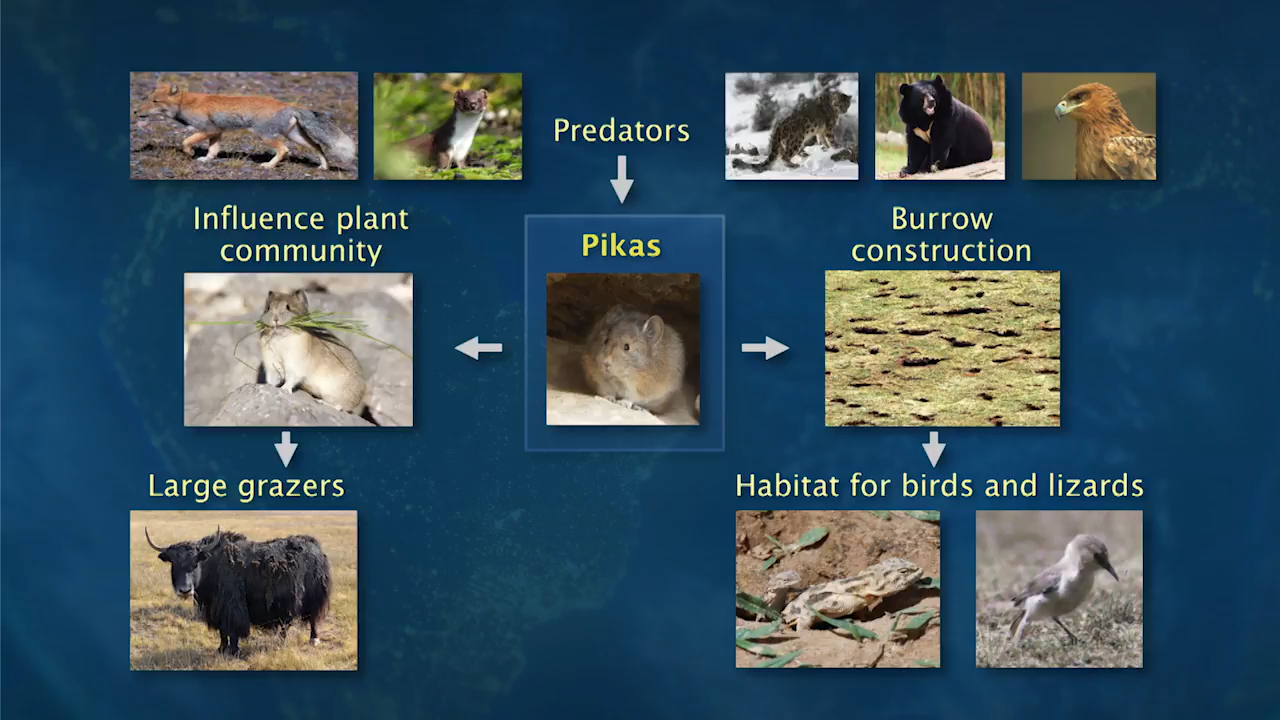 Predators
Influence plant
community
Pikas
Burrow
construction
Large grazers
Habitat for birds and lizards